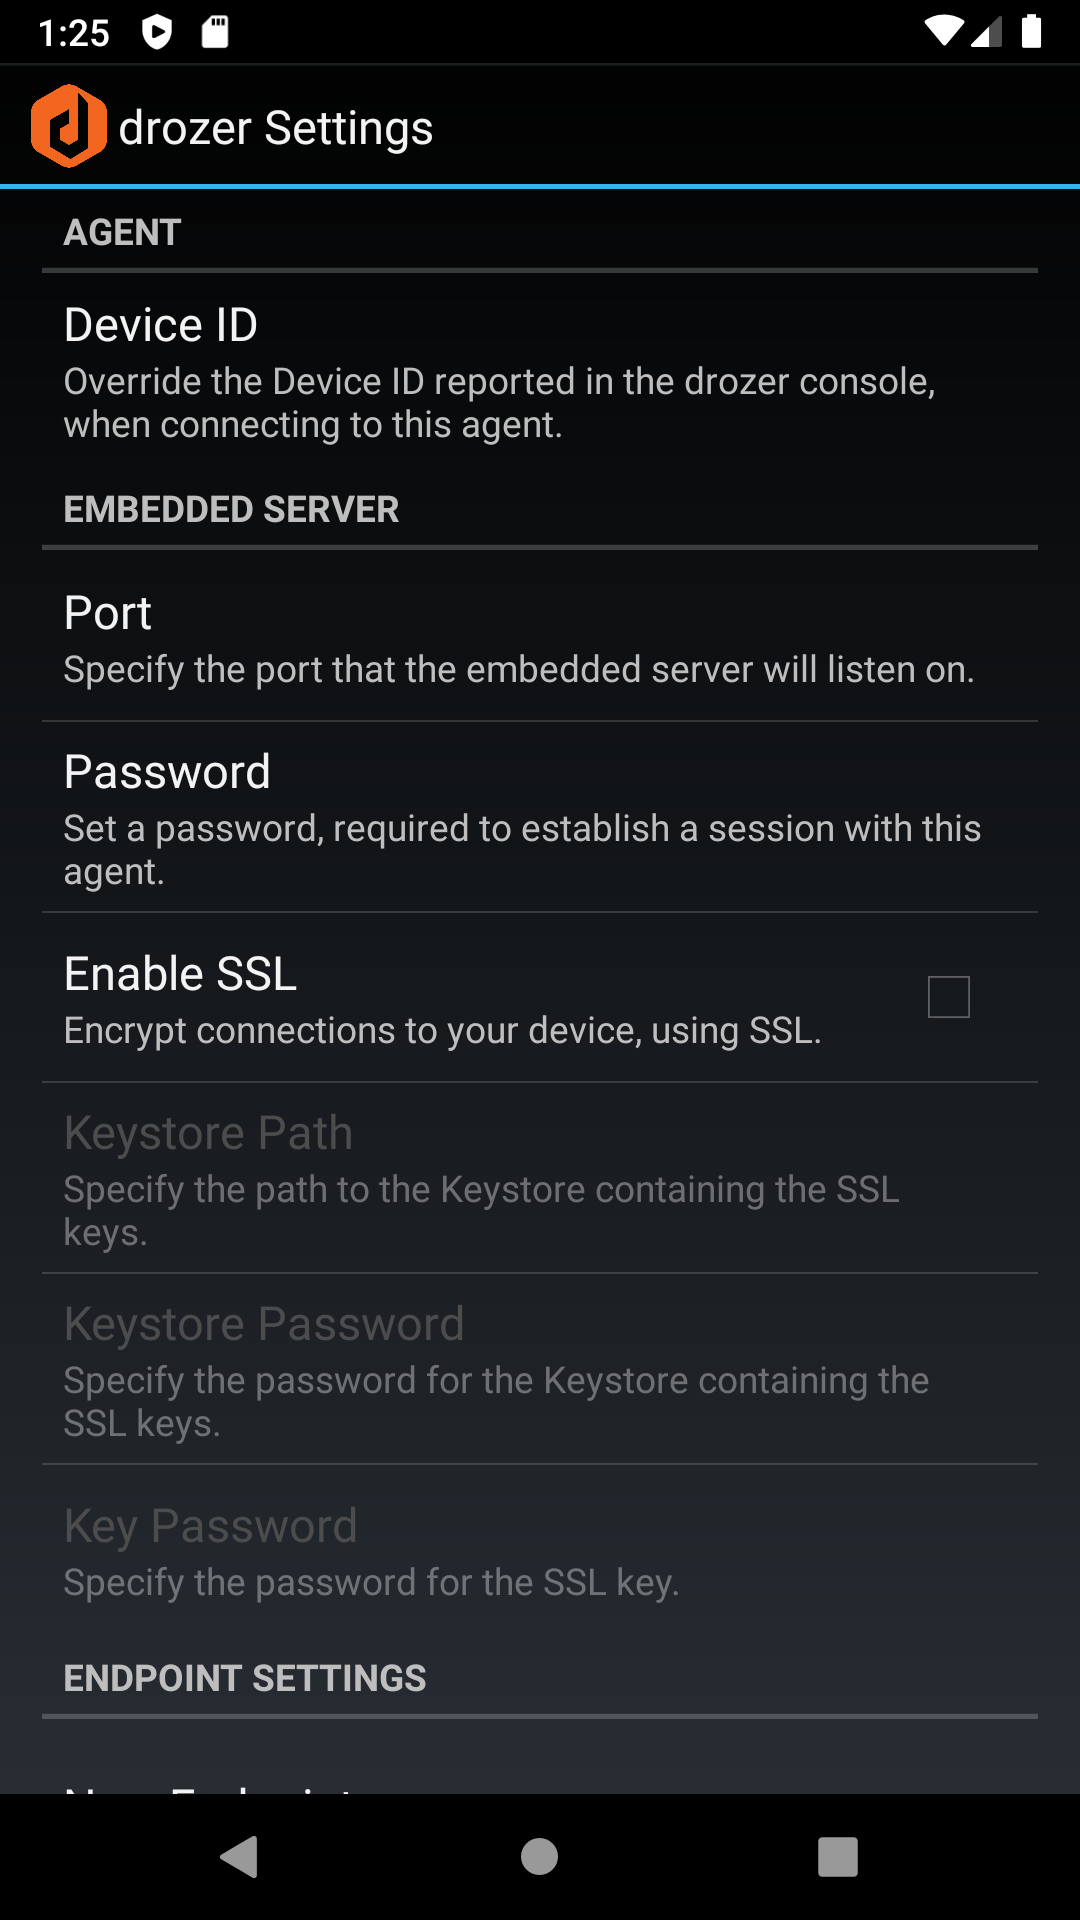 1:25
drozer Settings
AGENT
Device ID
Override the Device ID reported in the drozer console,
when connecting to this agent.
EMBEDDED SERVER
Port
Specify the port that the embedded server will listen on.
Password
Set a password, required to establish a session with this
agent.
Enable SSL
Encrypt connections to your device, using SSL.
Keystore Path
Specify the path to the Keystore containing the SSL
keys.
Keystore Password
Specify the password for the Keystore containing the
SSL keys.
Key Password
Specify the password for the SSL key.
ENDPOINT SETTINGS